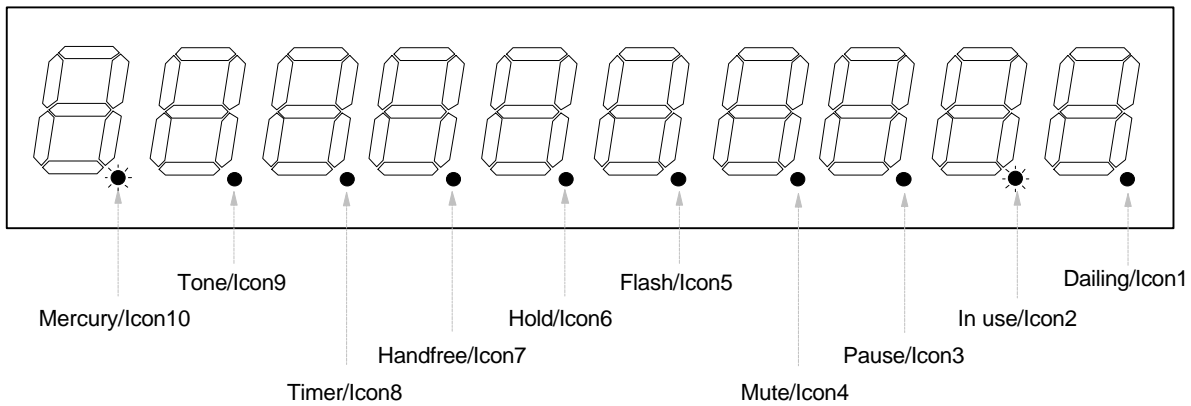 Tone/Icon9
Flash/Icon5
Dailing/Icon1
Mercury/Icon10
Hold/Icon6
In use/Icon2
Handfree/Icon7
Pause/Icon3
Timer/Icon8
Mute/Icon4